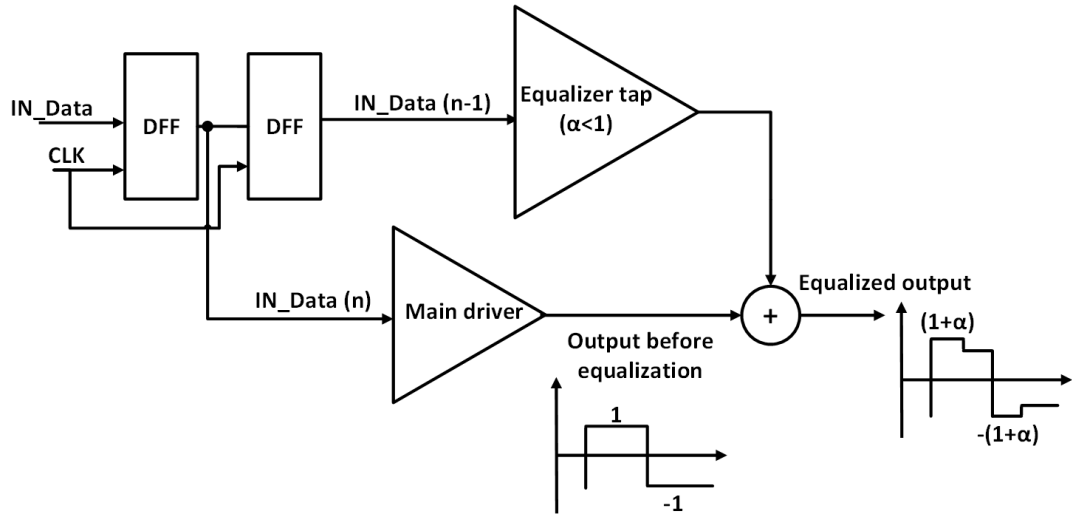 IN_Data
CLK
DFF
DFF
IN_Data (n-1)
Equalizer tap
(α<1)
IN_Data (n)
Main driver
Output before
equalization
1
-1
+
Equalized output
(1+α)
-(1+α)